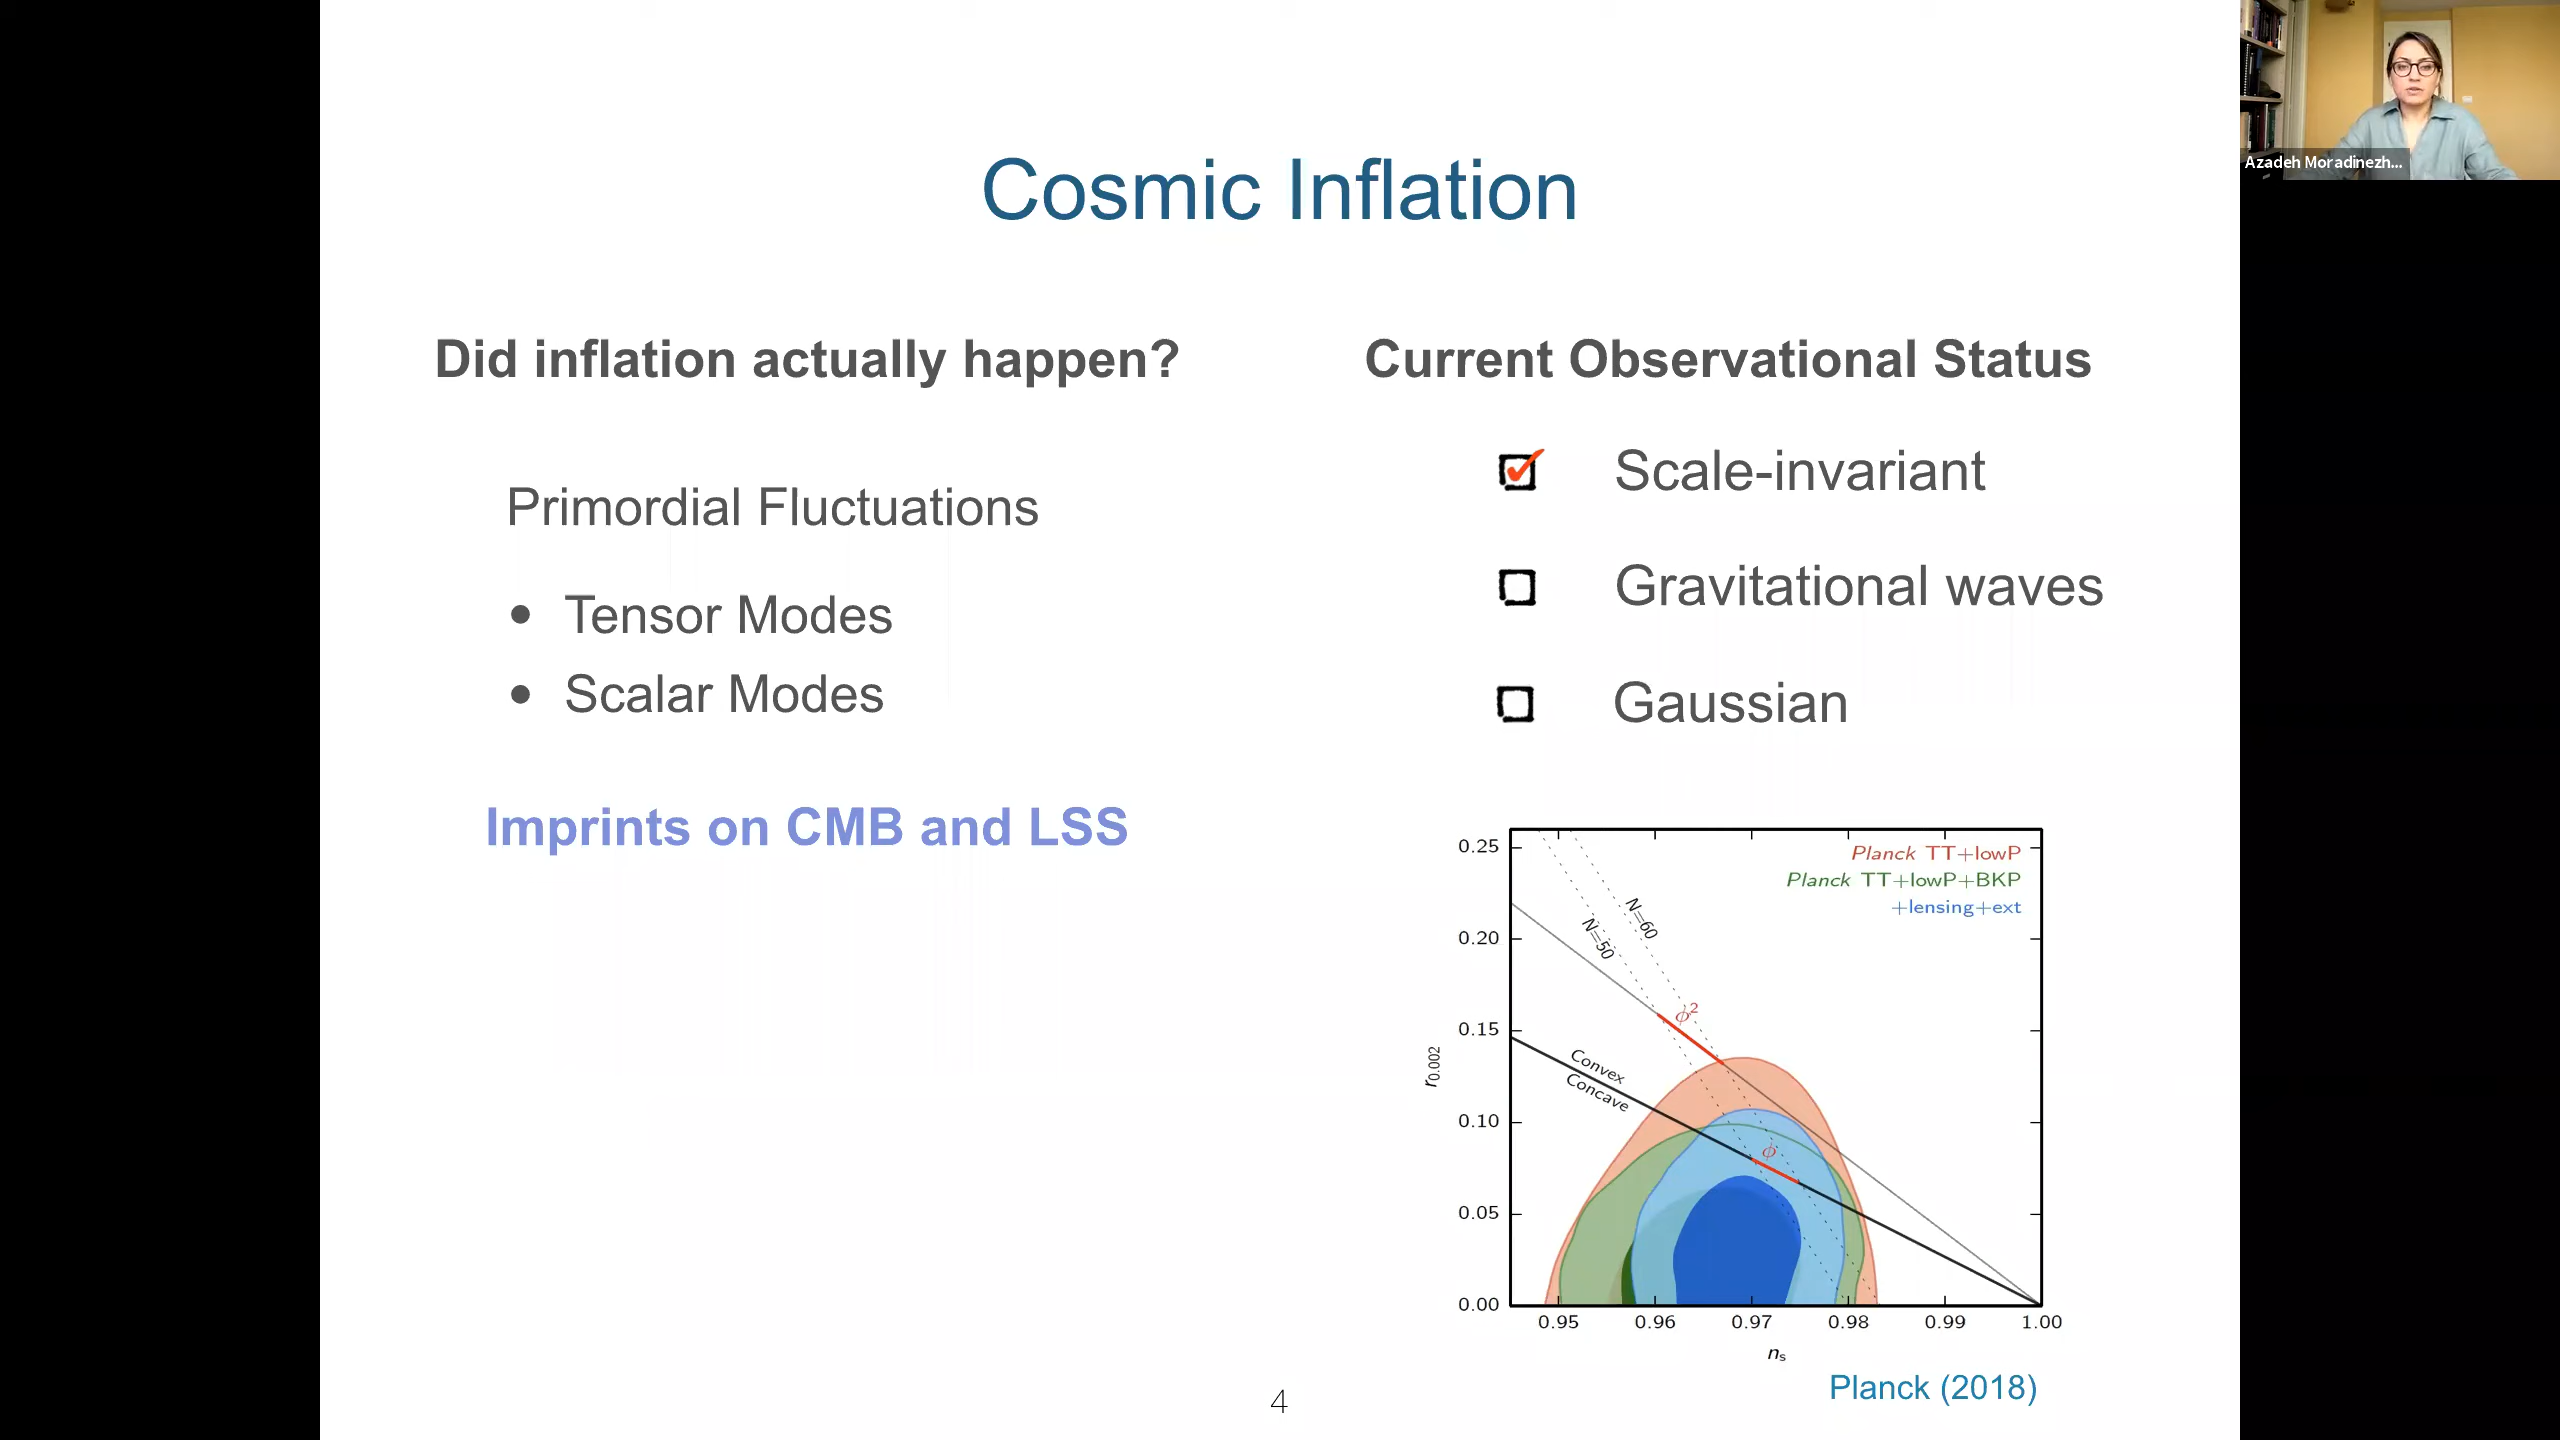 Cosmic Inflation
Azadeh Moradinezh...
Did inflation actually happen?
Primordial Fluctuations
• Tensor Modes
• Scalar Modes
Imprints on CMB and LSS
Current Observational Status
Scale-invariant
Gravitational waves
Gaussian
Planck TT+lowP
Planck TT+lowP+BKP
+lensing+ext
N=60
N=50
ϕ²
Convex
Concave
ϕ
0.25
0.20
0.15
0.10
0.05
0.00
r0.002
0.95 0.96 0.97 0.98 0.99 1.00
ns
Planck (2018)
4